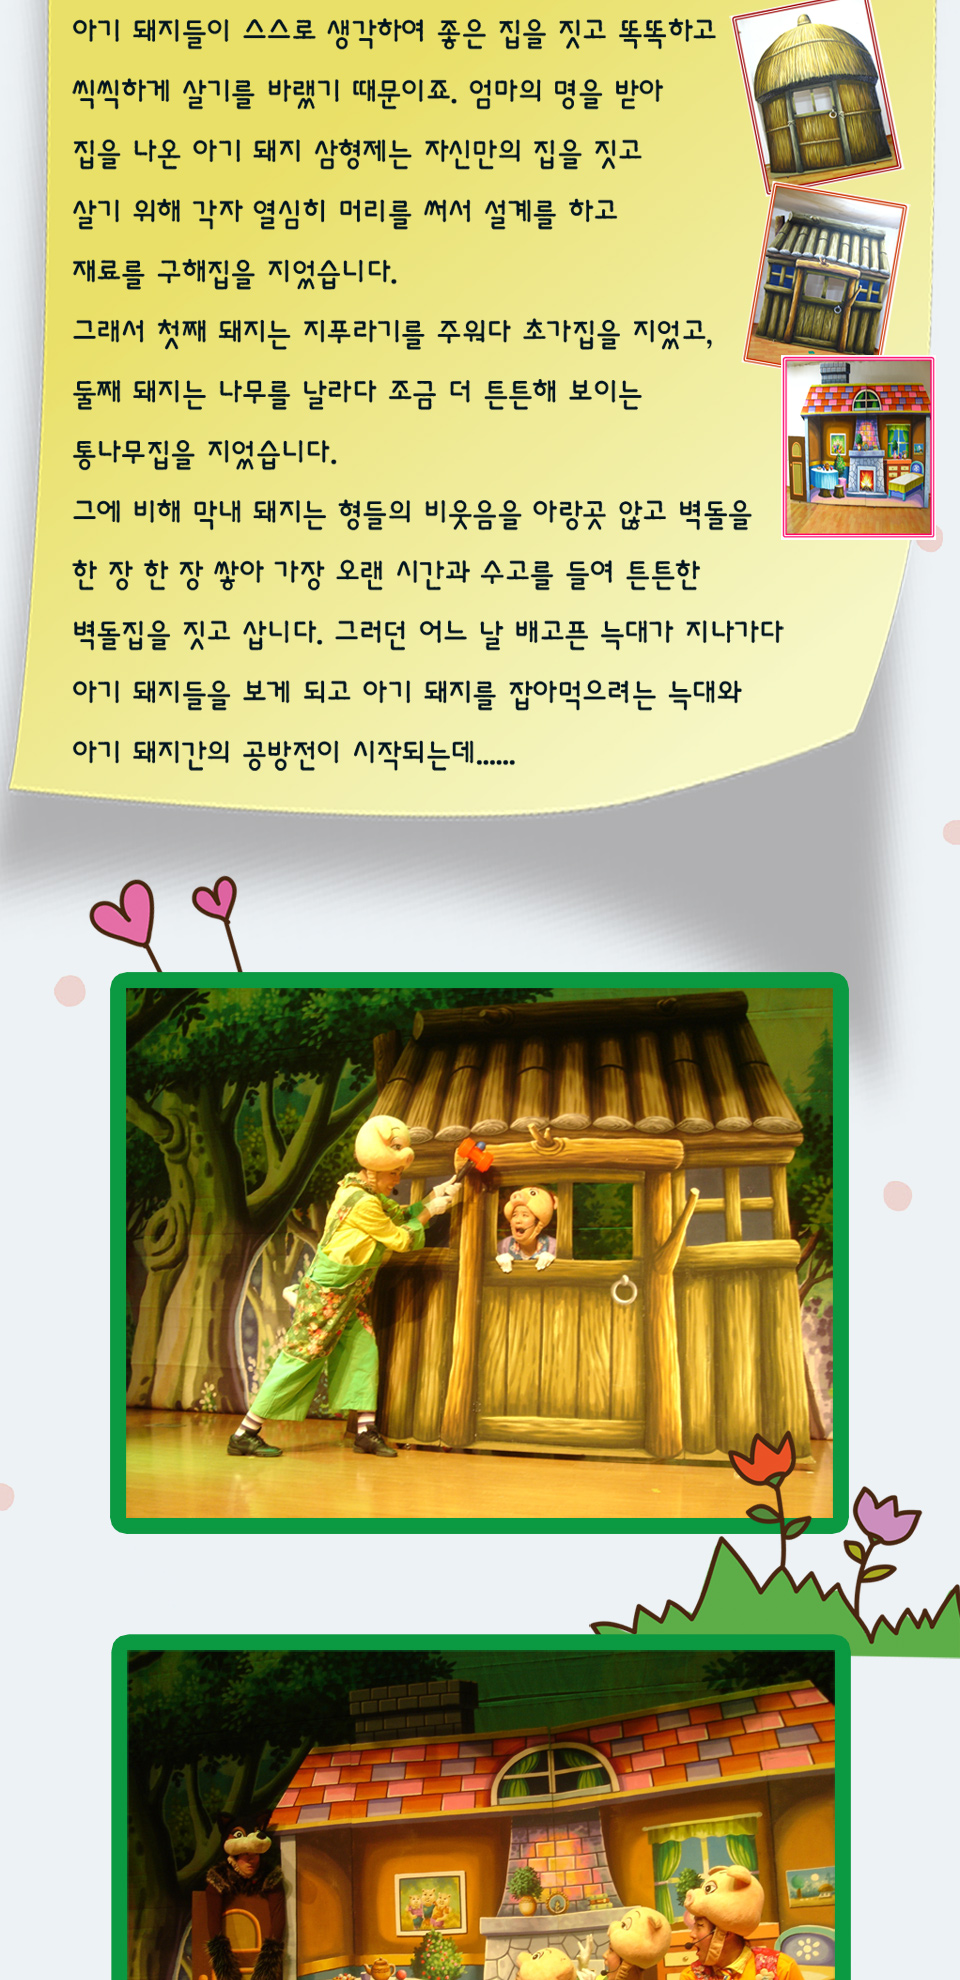 아기 돼지들이 스스로 생각하여 좋은 집을 짓고 똑똑하고
씩씩하게 살기를 바랬기 때문이죠. 엄마의 명을 받아
집을 나온 아기 돼지 삼형제는 자신만의 집을 짓고
살기 위해 각자 열심히 머리를 써서 설계를 하고
재료를 구해집을 지었습니다.
그래서 첫째 돼지는 지푸라기를 주워다 초가집을 지었고,
둘째 돼지는 나무를 날라다 조금 더 튼튼해 보이는
통나무집을 지었습니다.
그에 비해 막내 돼지는 형들의 비웃음을 아랑곳 않고 벽돌을
한 장 한 장 쌓아 가장 오랜 시간과 수고를 들여 튼튼한
벽돌집을 짓고 삽니다. 그러던 어느 날 배고픈 늑대가 지나가다
아기 돼지들을 보게 되고 아기 돼지를 잡아먹으려는 늑대와
아기 돼지간의 공방전이 시작되는데......